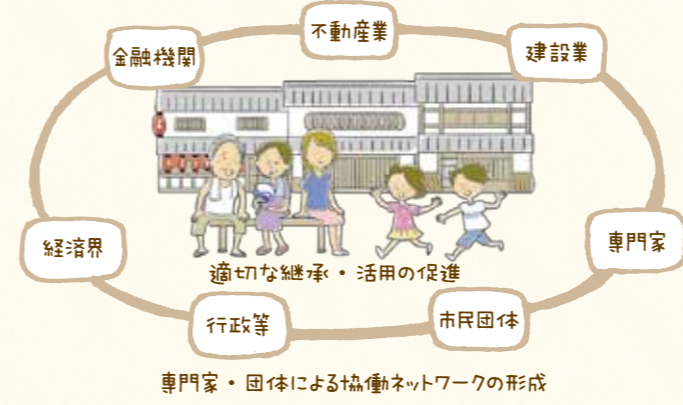 不動産業
金融機関
建設業
経済界
専門家
適切な継承・活用の促進
行政等
市民団体
専門家・団体による協働ネットワークの形成